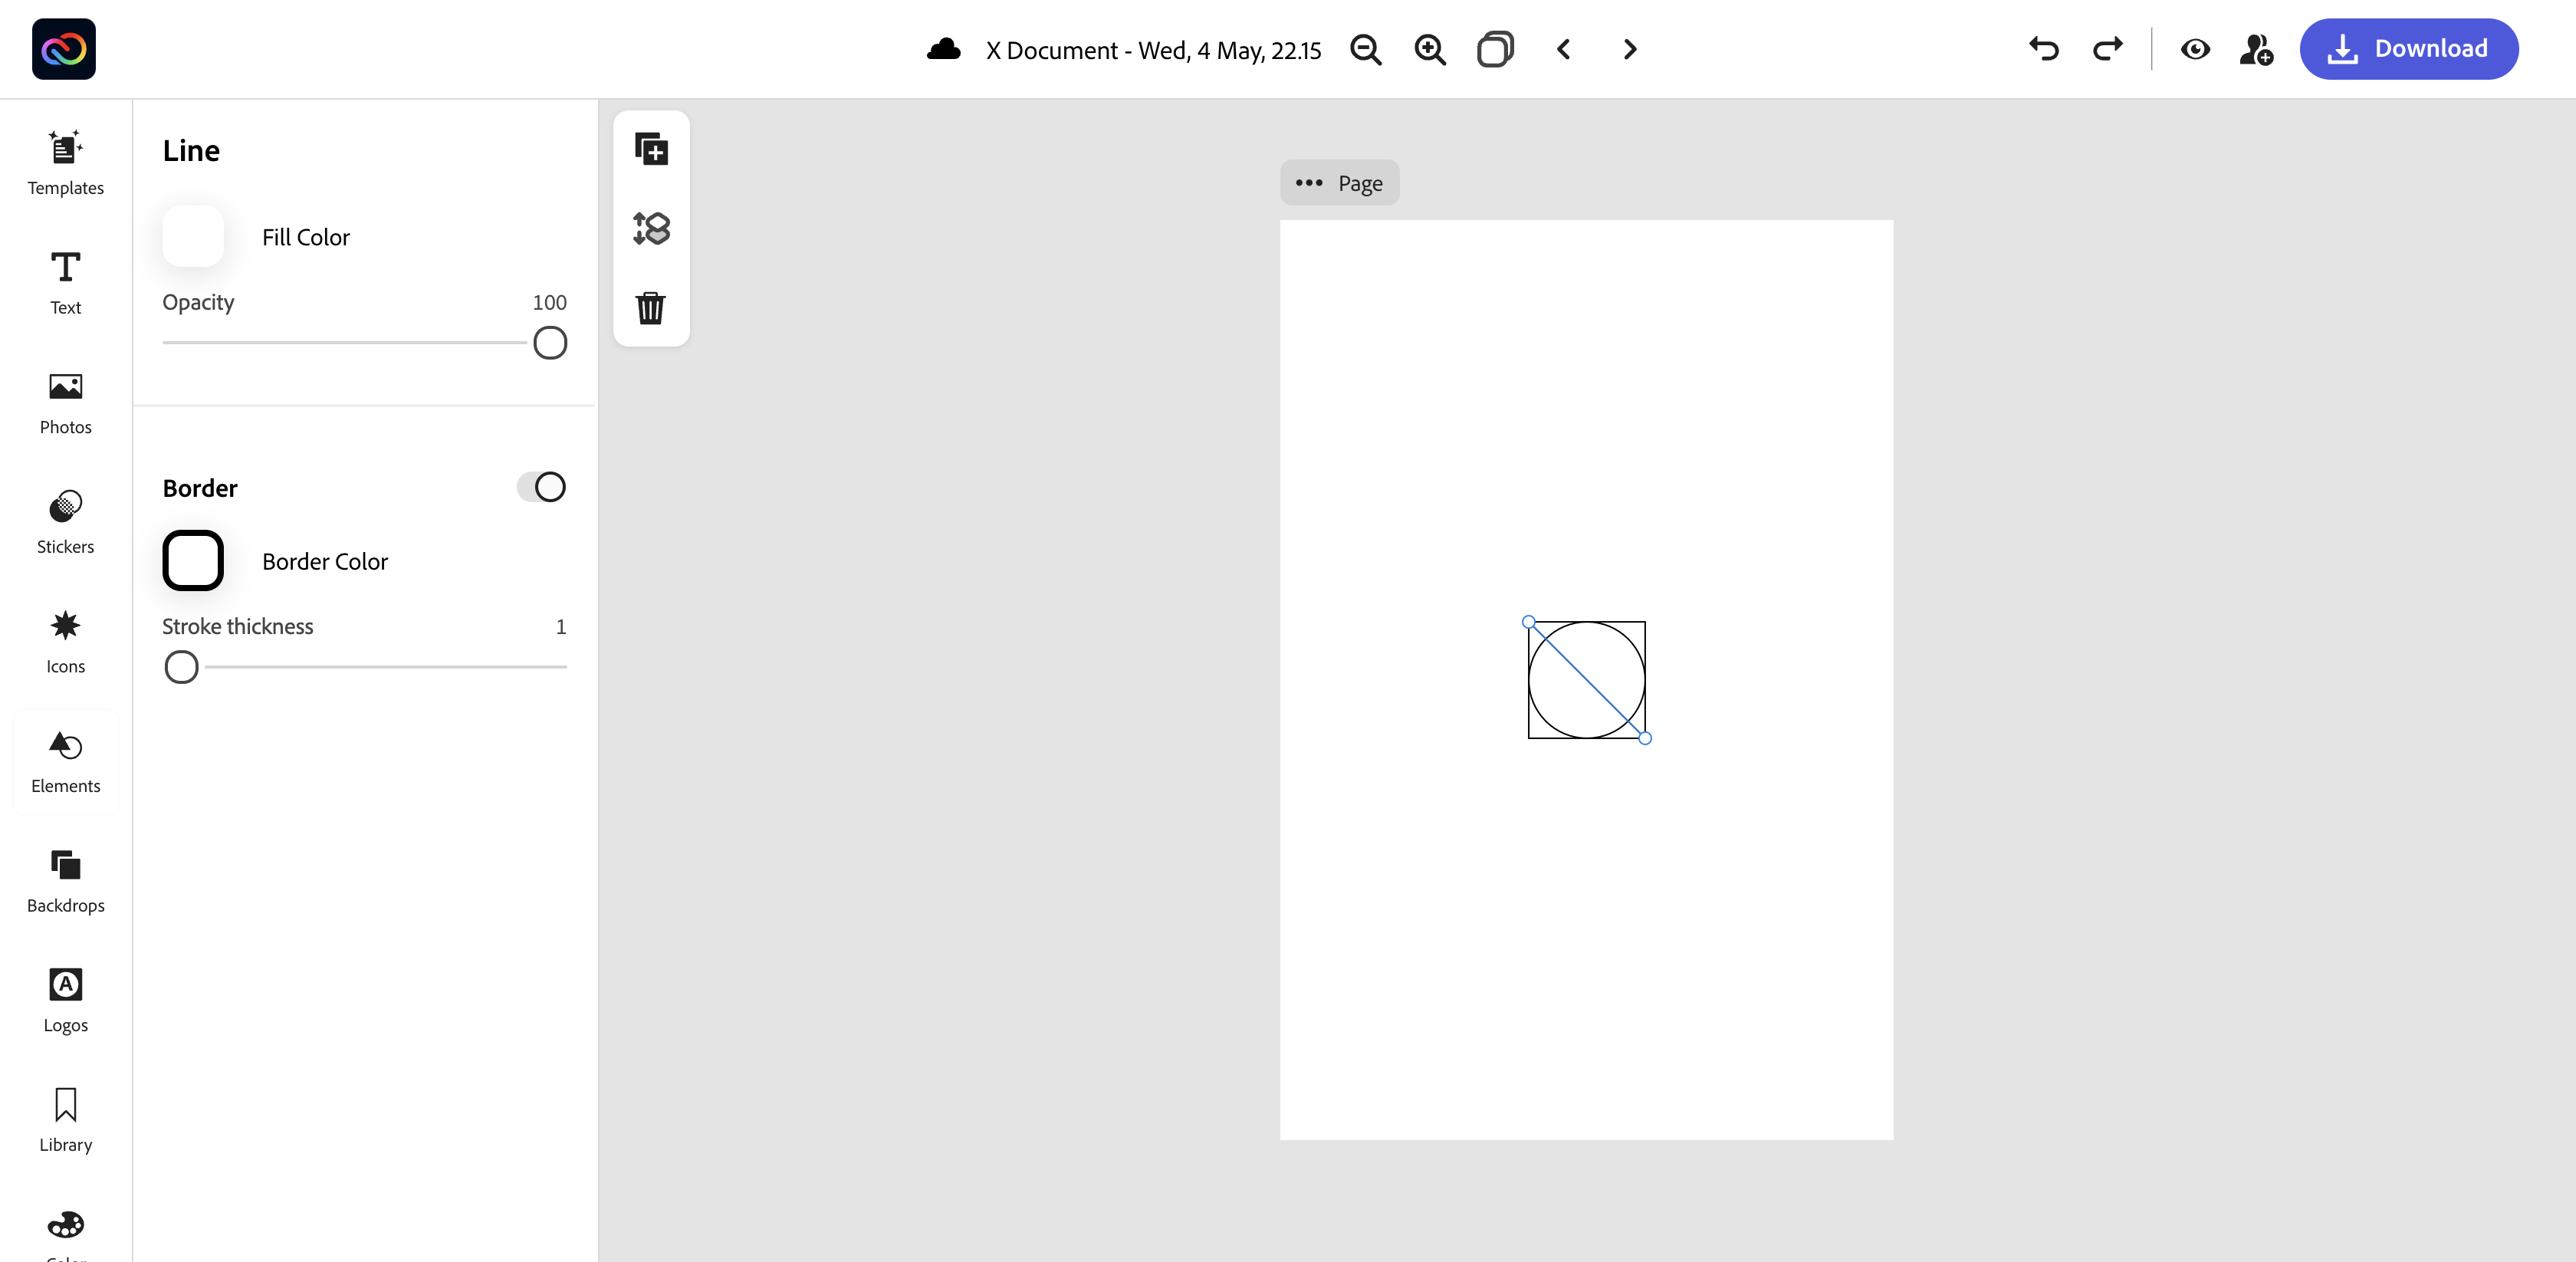 X Document - Wed, 4 May, 22.15
Download
Templates
Text
Photos
Stickers
Icons
Elements
Backdrops
Logos
Library
Color
Line
Fill Color
Opacity 100
Border
Border Color
Stroke thickness 1
Page